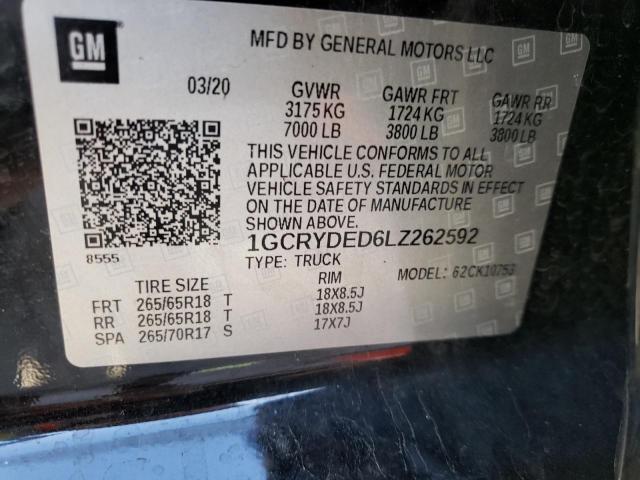 GM
MFD BY GENERAL MOTORS LLC
03/20
GVWR GAWR FRT GAWR RR
3175 KG 1724 KG 1724 KG
7000 LB 3800 LB 3800 LB
THIS VEHICLE CONFORMS TO ALL
APPLICABLE U.S. FEDERAL MOTOR
VEHICLE SAFETY STANDARDS IN EFFECT
ON THE DATE OF MANUFACTURE
SHOWN ABOVE.
1GCRYDED6LZ262592
8555
TYPE: TRUCK MODEL: 62CK10753
TIRE SIZE RIM
FRT 265/65R18 T 18X8.5J
RR 265/65R18 T 18X8.5J
SPA 265/70R17 S 17X7J